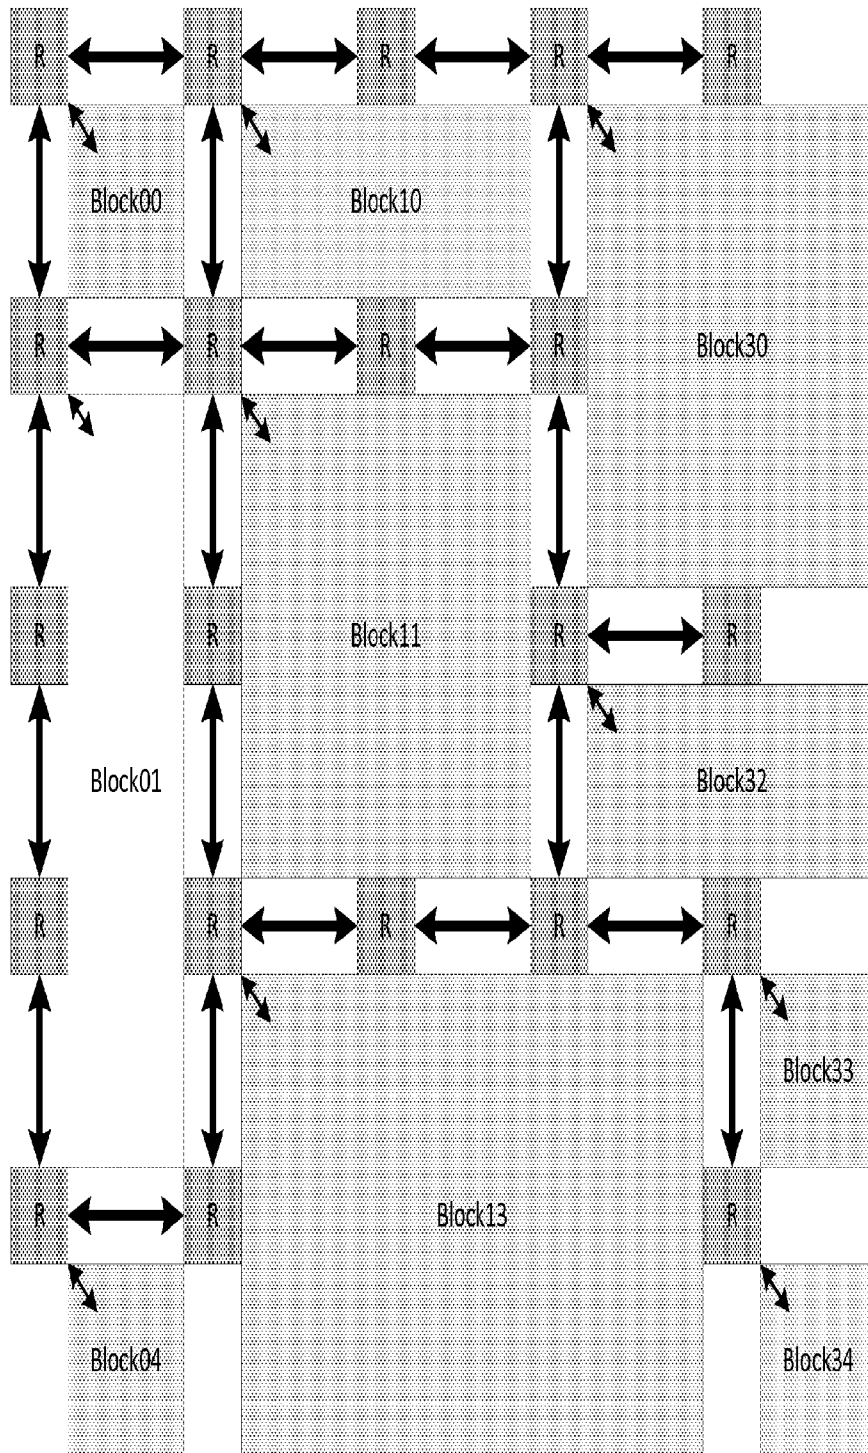 R R R R R
Block00 Block10
R R R R Block30
R R Block11 R R
Block01 Block32
R R R R R
Block33
R R Block13 R
Block04 Block34